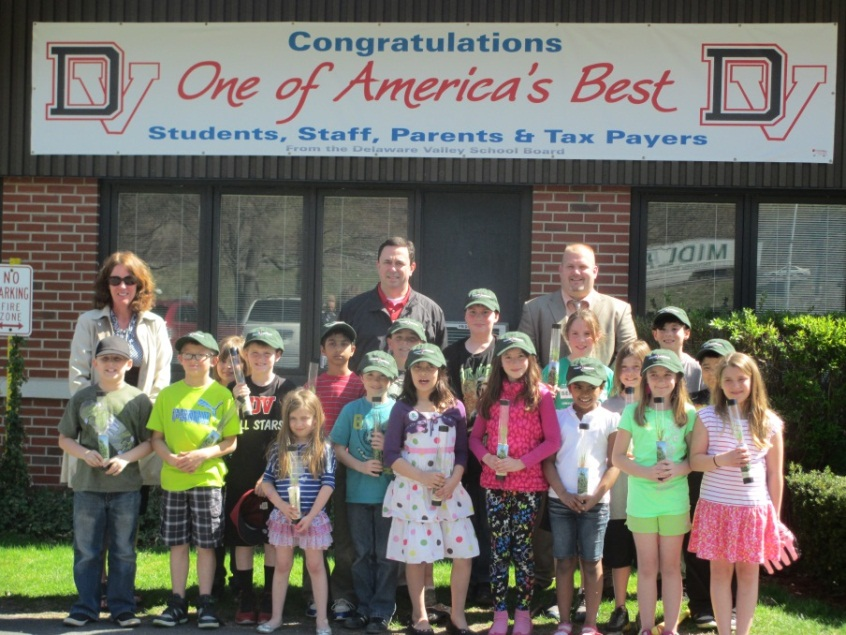 Congratulations
DV One of America's Best DV
Students, Staff, Parents & Tax Payers
From the Delaware Valley School Board
MIDL
NO
PARKING
FIRE
ZONE
DV
ALL STARS